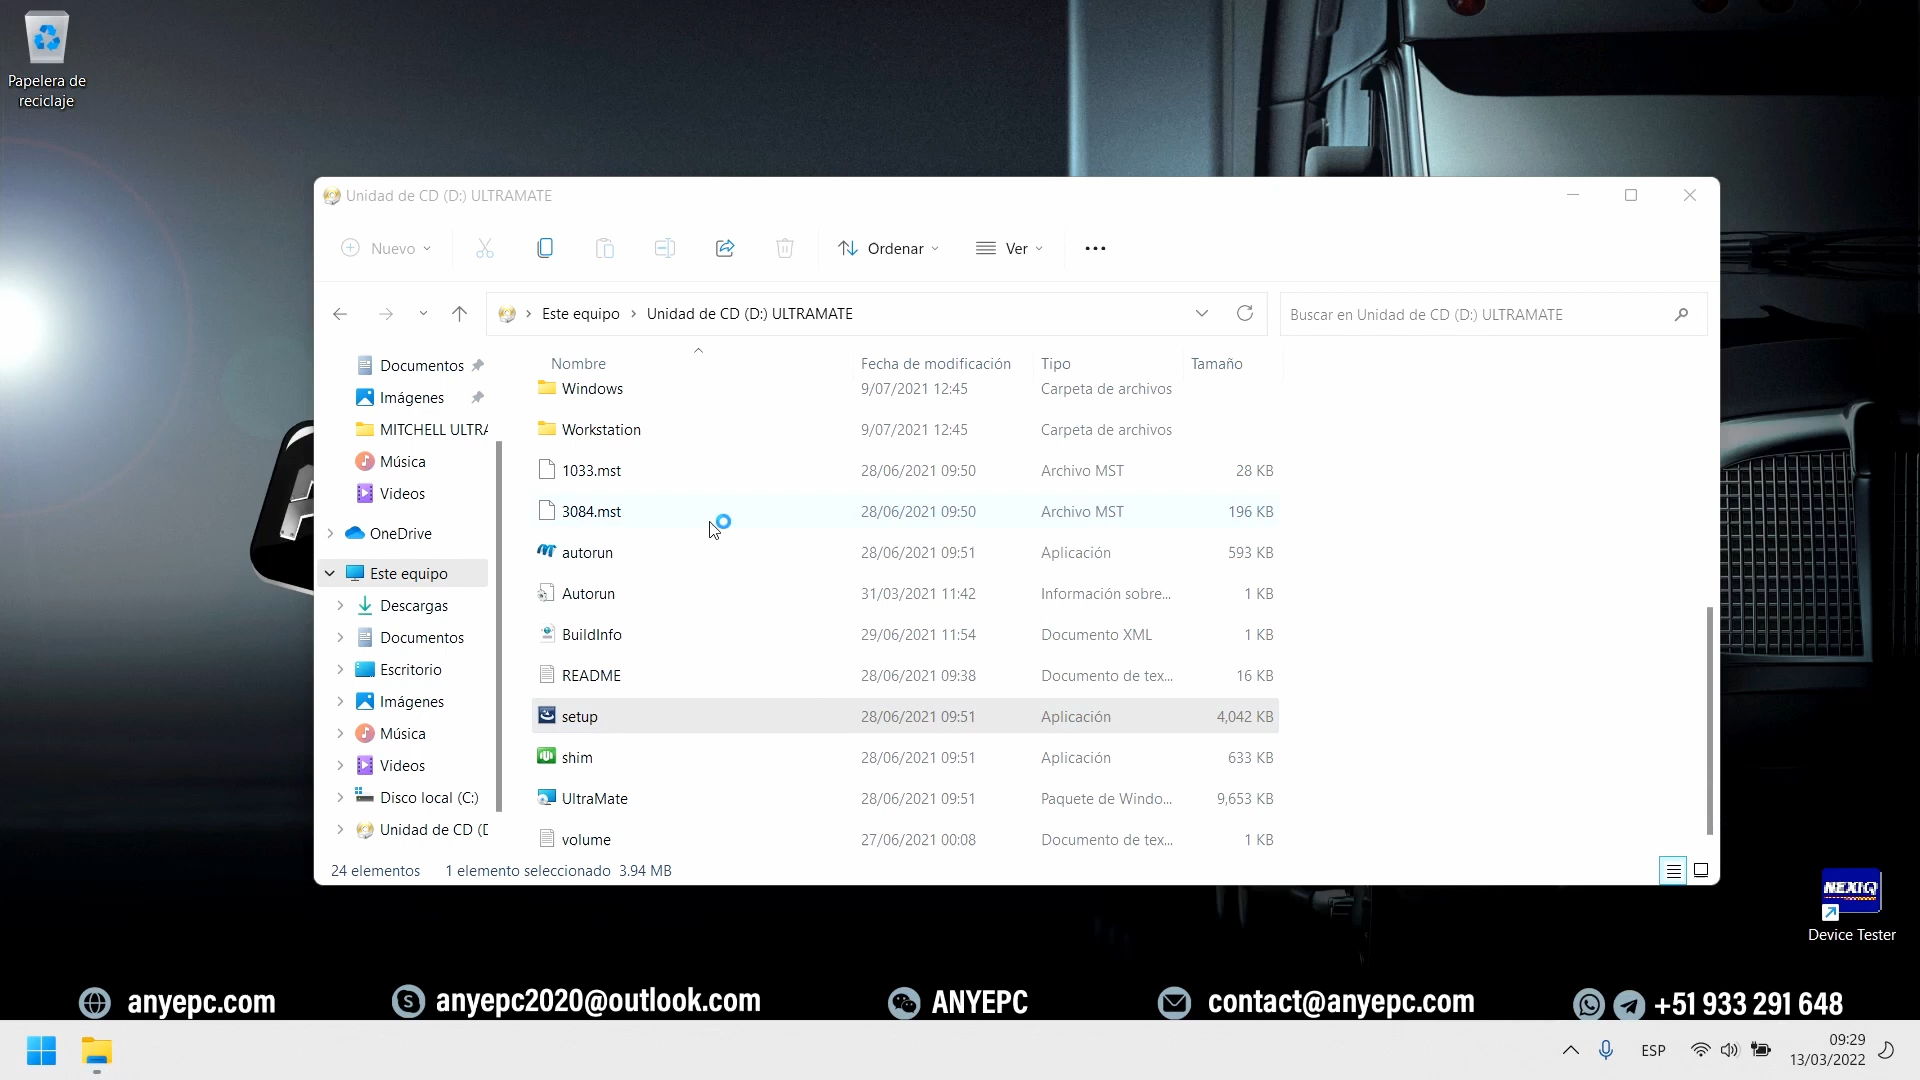 Papelera de
reciclaje
Unidad de CD (D:) ULTRAMATE
Nuevo
Ordenar
Ver
Este equipo > Unidad de CD (D:) ULTRAMATE
Buscar en Unidad de CD (D:) ULTRAMATE
Nombre Fecha de modificación Tipo Tamaño
Documentos
Imágenes
MITCHELL ULTRA
Música
Videos
OneDrive
Este equipo
Descargas
Documentos
Escritorio
Imágenes
Música
Videos
Disco local (C:)
Unidad de CD (D
Windows 9/07/2021 12:45 Carpeta de archivos
Workstation 9/07/2021 12:45 Carpeta de archivos
1033.mst 28/06/2021 09:50 Archivo MST 28 KB
3084.mst 28/06/2021 09:50 Archivo MST 196 KB
autorun 28/06/2021 09:51 Aplicación 593 KB
Autorun 31/03/2021 11:42 Información sobre... 1 KB
BuildInfo 29/06/2021 11:54 Documento XML 1 KB
README 28/06/2021 09:38 Documento de tex... 16 KB
setup 28/06/2021 09:51 Aplicación 4,042 KB
shim 28/06/2021 09:51 Aplicación 633 KB
UltraMate 28/06/2021 09:51 Paquete de Windo... 9,653 KB
volume 27/06/2021 00:08 Documento de tex... 1 KB
24 elementos 1 elemento seleccionado 3.94 MB
NEXIQ
Device Tester
anyepc.com anyepc2020@outlook.com ANYEPC contact@anyepc.com +51 933 291 648
ESP
09:29
13/03/2022